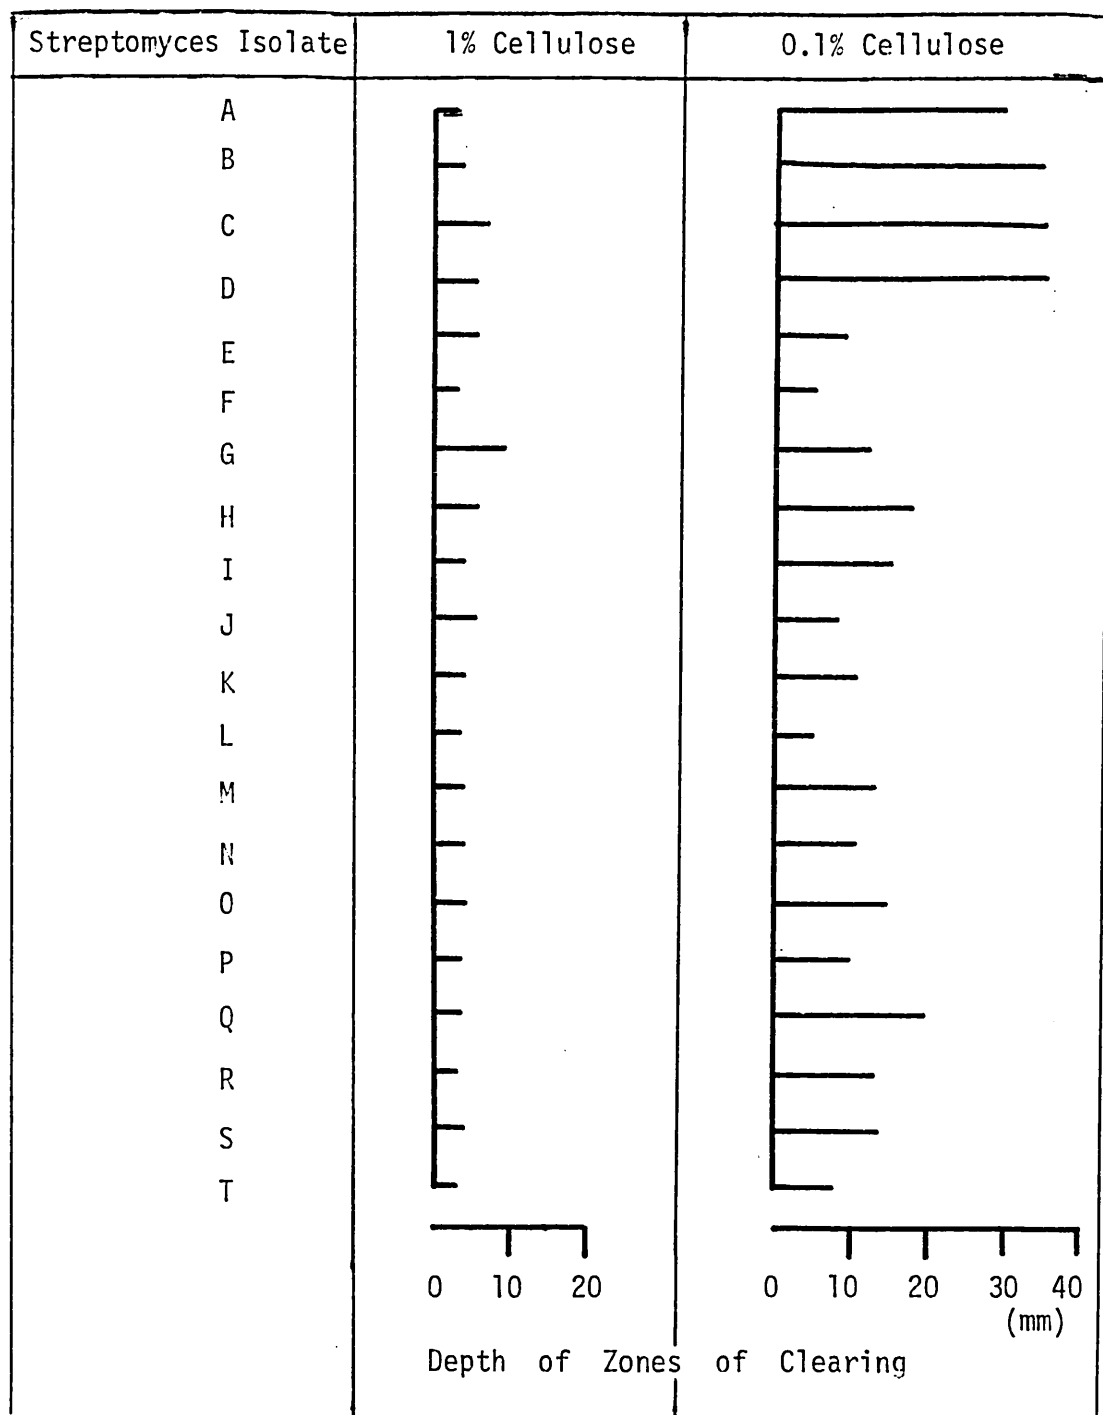 Streptomyces Isolate 1% Cellulose 0.1% Cellulose
A
B
C
D
E
F
G
H
I
J
K
L
M
N
O
P
Q
R
S
T
0 10 20 0 10 20 30 40
(mm)
Depth of Zones of Clearing